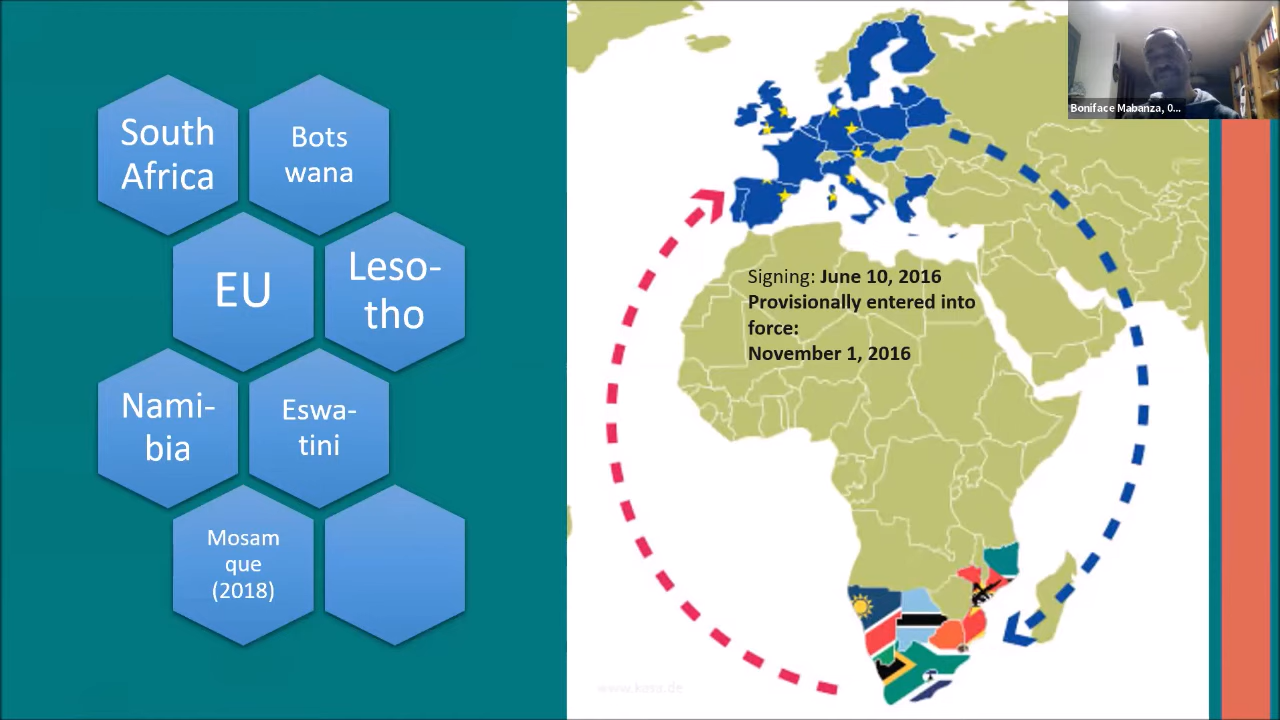 South
Africa
Bots
wana
EU
Leso-
tho
Nami-
bia
Eswa-
tini
Mosam
que
(2018)
Signing: June 10, 2016
Provisionally entered into
force:
November 1, 2016
Boniface Mabanza, 0...
www.kasa.de